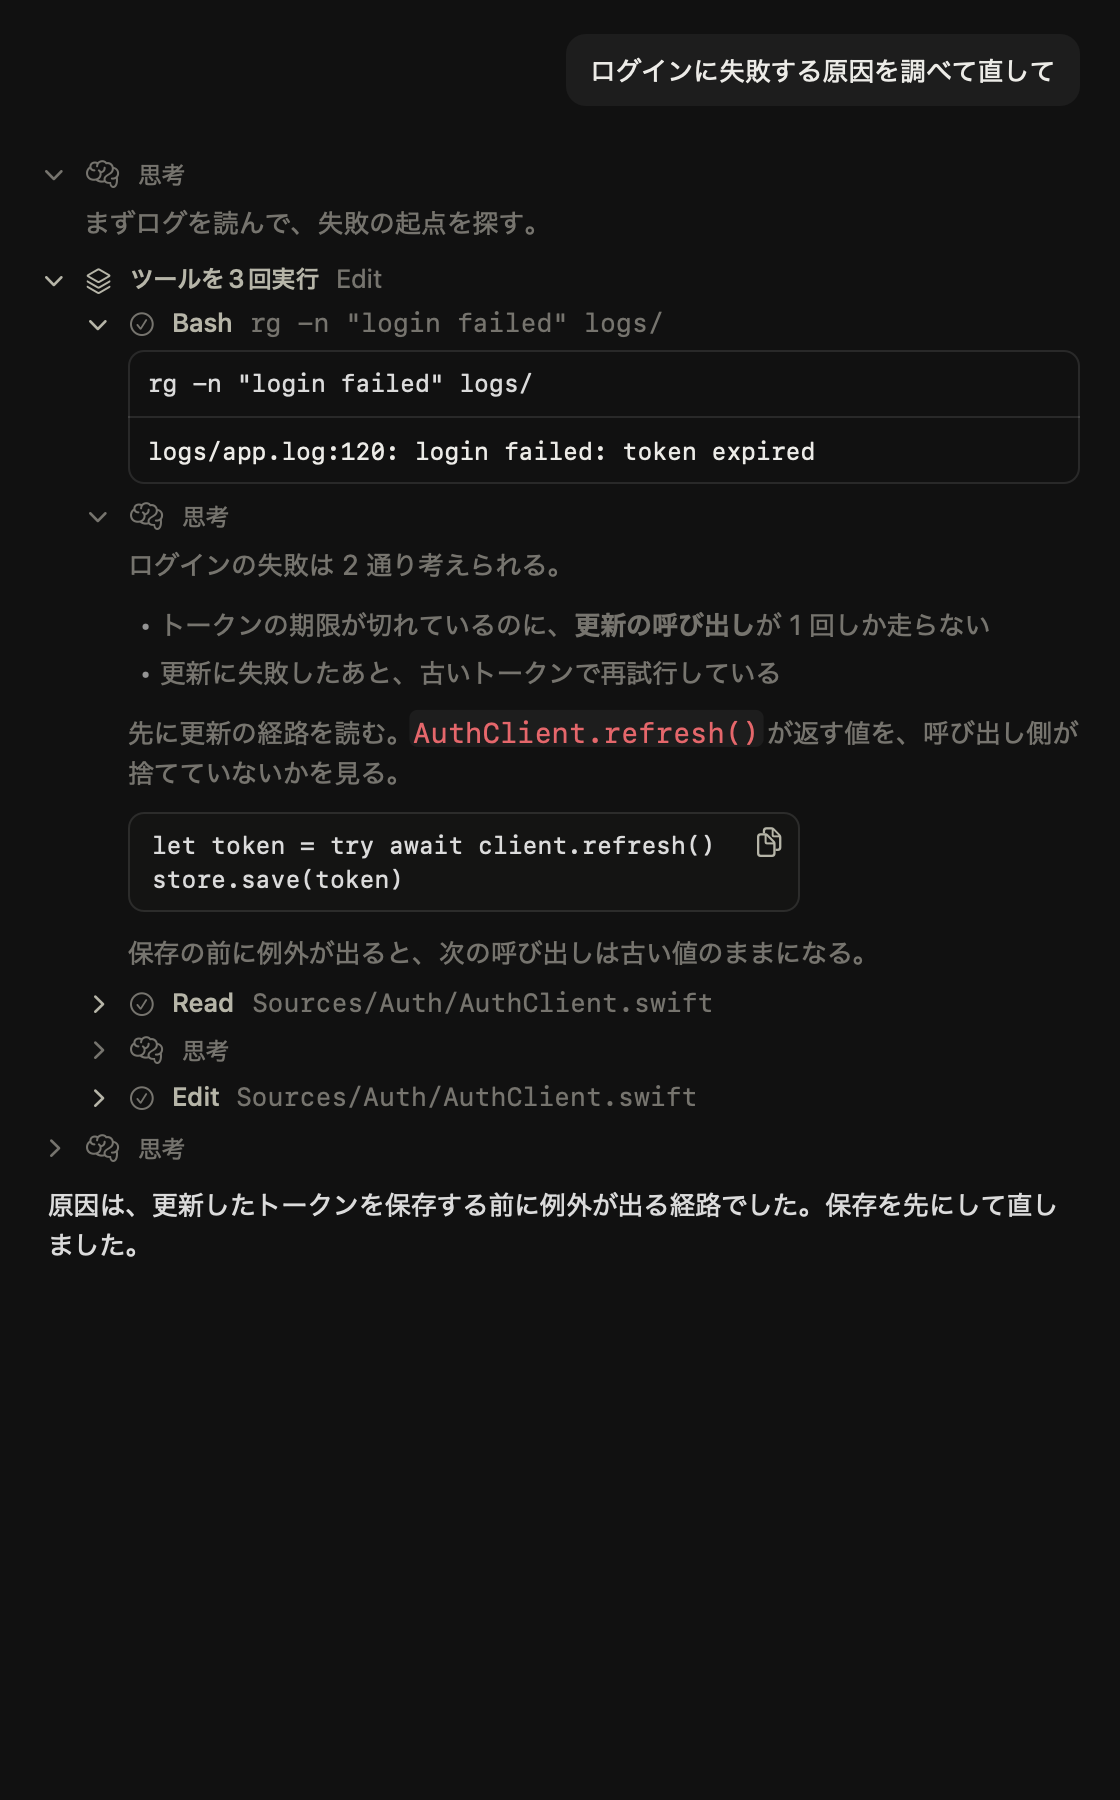 ログインに失敗する原因を調べて直して
思考
まずログを読んで、失敗の起点を探す。
ツールを3回実行 Edit
Bash rg -n "login failed" logs/
rg -n "login failed" logs/
logs/app.log:120: login failed: token expired
思考
ログインの失敗は 2 通り考えられる。
• トークンの期限が切れているのに、更新の呼び出しが 1 回しか走らない
• 更新に失敗したあと、古いトークンで再試行している
先に更新の経路を読む。AuthClient.refresh() が返す値を、呼び出し側が
捨てていないかを見る。
let token = try await client.refresh()
store.save(token)
保存の前に例外が出ると、次の呼び出しは古い値のままになる。
Read Sources/Auth/AuthClient.swift
思考
Edit Sources/Auth/AuthClient.swift
思考
原因は、更新したトークンを保存する前に例外が出る経路でした。保存を先にして直し
ました。